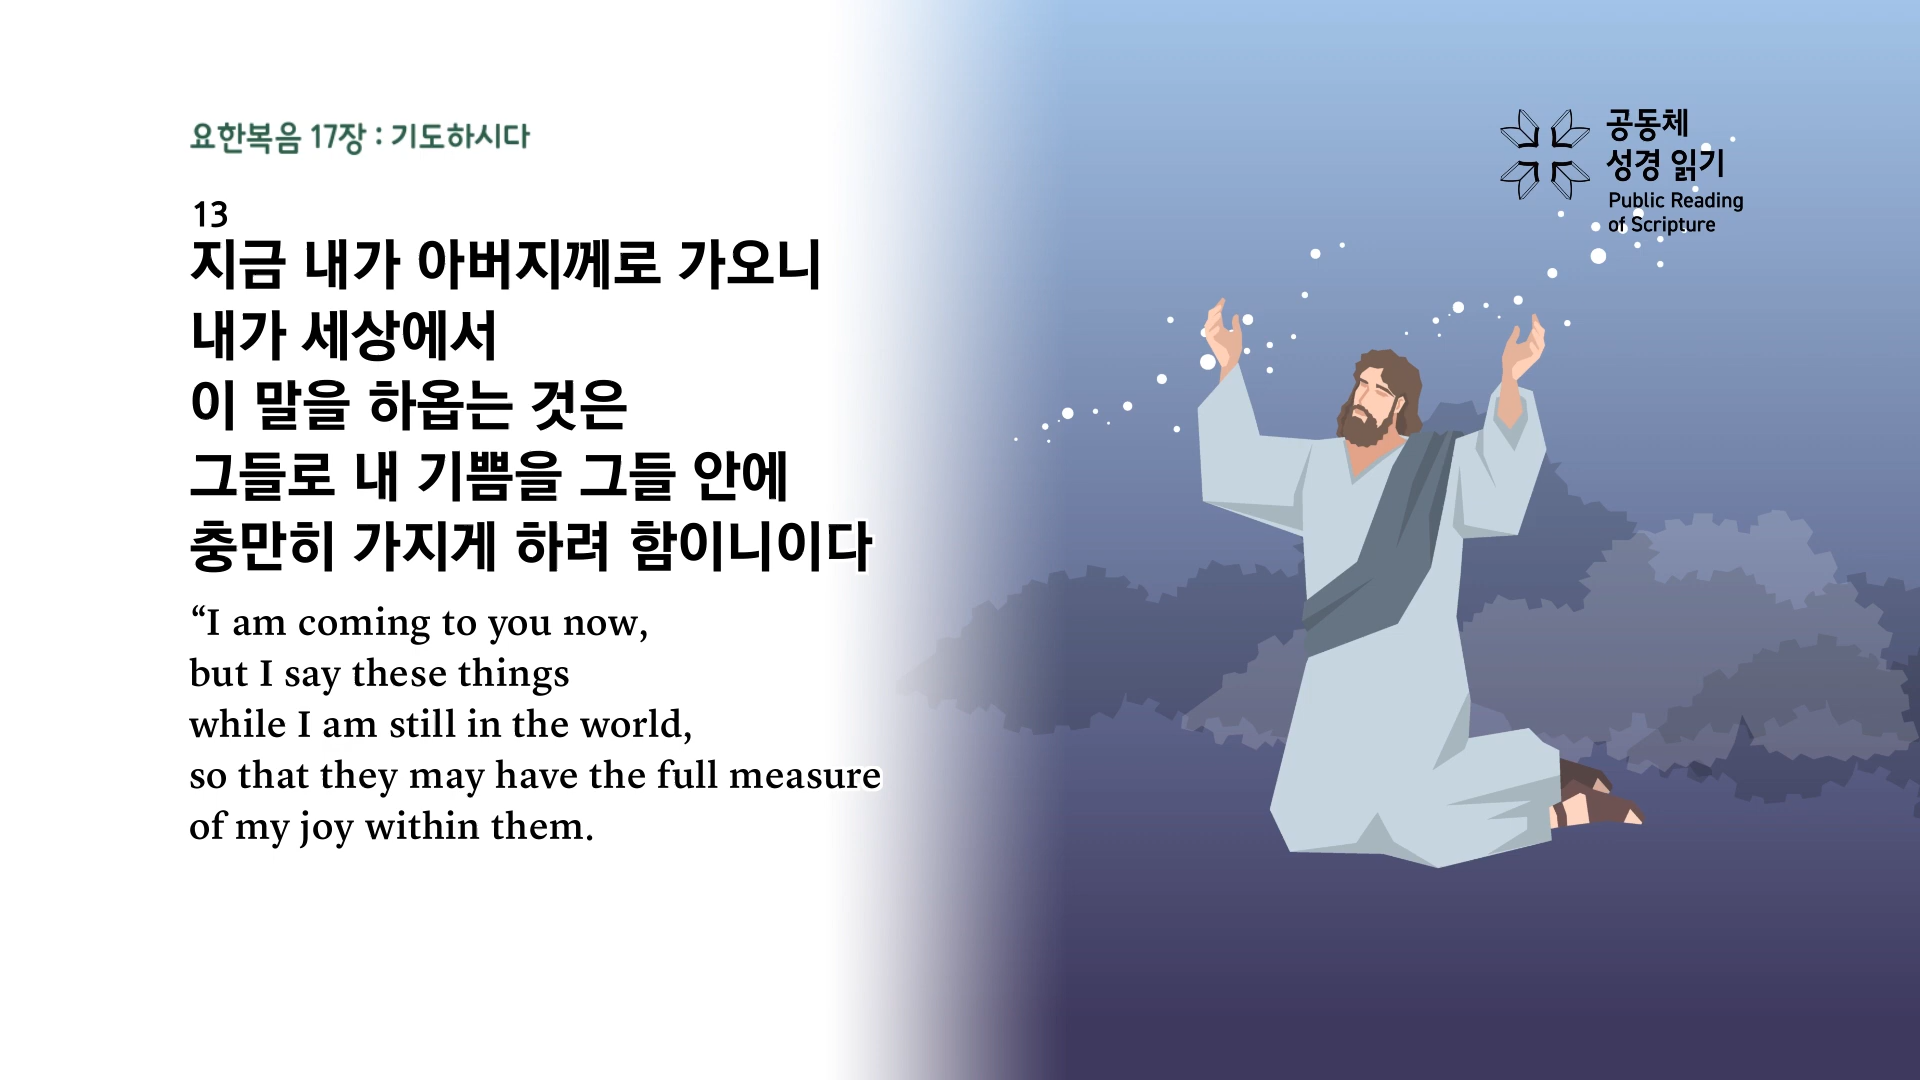 요한복음 17장 : 기도하시다
13
지금 내가 아버지께로 가오니
내가 세상에서
이 말을 하옵는 것은
그들로 내 기쁨을 그들 안에
충만히 가지게 하려 함이니이다
“I am coming to you now,
but I say these things
while I am still in the world,
so that they may have the full measure
of my joy within them.
공동체
성경 읽기
Public Reading
of Scripture